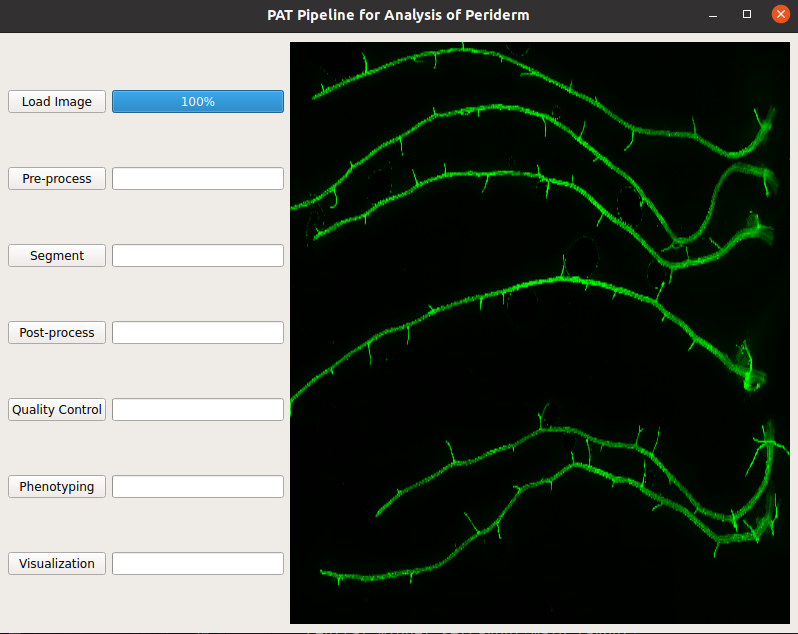 PAT Pipeline for Analysis of Periderm
Load Image 100%
Pre-process
Segment
Post-process
Quality Control
Phenotyping
Visualization